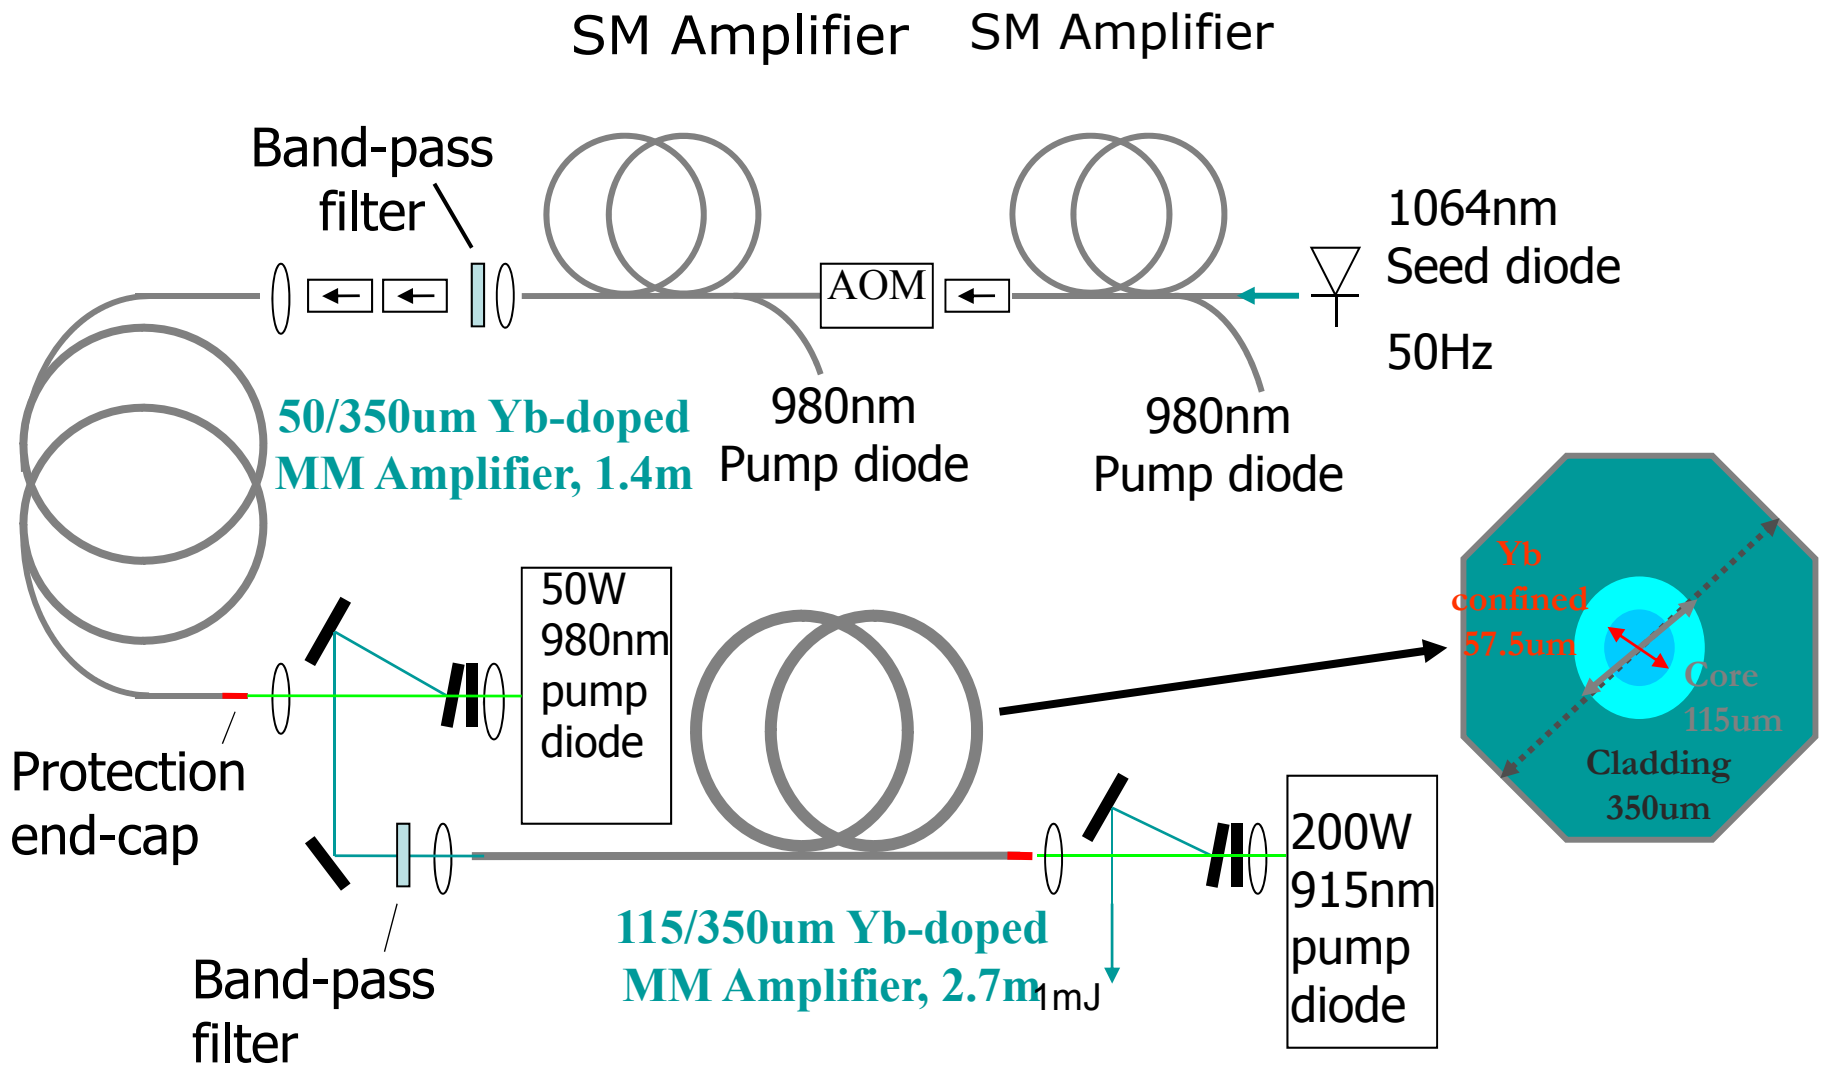 SM Amplifier
SM Amplifier
Band-pass
filter
AOM
1064nm
Seed diode
50Hz
980nm
Pump diode
980nm
Pump diode
50/350um Yb-doped
MM Amplifier, 1.4m
50W
980nm
pump
diode
Yb
confined
57.5um
Core
115um
Cladding
350um
Protection
end-cap
200W
915nm
pump
diode
115/350um Yb-doped
MM Amplifier, 2.7m
1mJ
Band-pass
filter